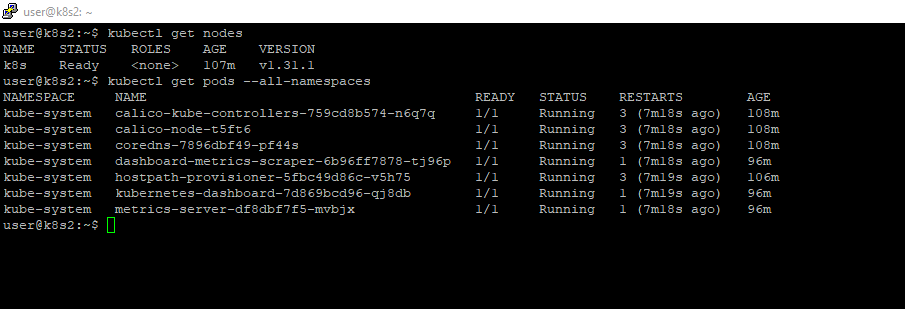 user@k8s2: ~
user@k8s2:~$ kubectl get nodes
NAME   STATUS   ROLES    AGE    VERSION
k8s    Ready    <none>   107m   v1.31.1
user@k8s2:~$ kubectl get pods --all-namespaces
NAMESPACE     NAME                                         READY   STATUS    RESTARTS        AGE
kube-system   calico-kube-controllers-759cd8b574-n6q7q     1/1     Running   3 (7m18s ago)   108m
kube-system   calico-node-t5ft6                            1/1     Running   3 (7m18s ago)   108m
kube-system   coredns-7896dbf49-pf44s                      1/1     Running   3 (7m18s ago)   108m
kube-system   dashboard-metrics-scraper-6b96ff7878-tj96p   1/1     Running   1 (7m18s ago)   96m
kube-system   hostpath-provisioner-5fbc49d86c-v5h75        1/1     Running   3 (7m19s ago)   106m
kube-system   kubernetes-dashboard-7d869bcd96-qj8db        1/1     Running   1 (7m19s ago)   96m
kube-system   metrics-server-df8dbf7f5-mvbjx               1/1     Running   1 (7m18s ago)   96m
user@k8s2:~$